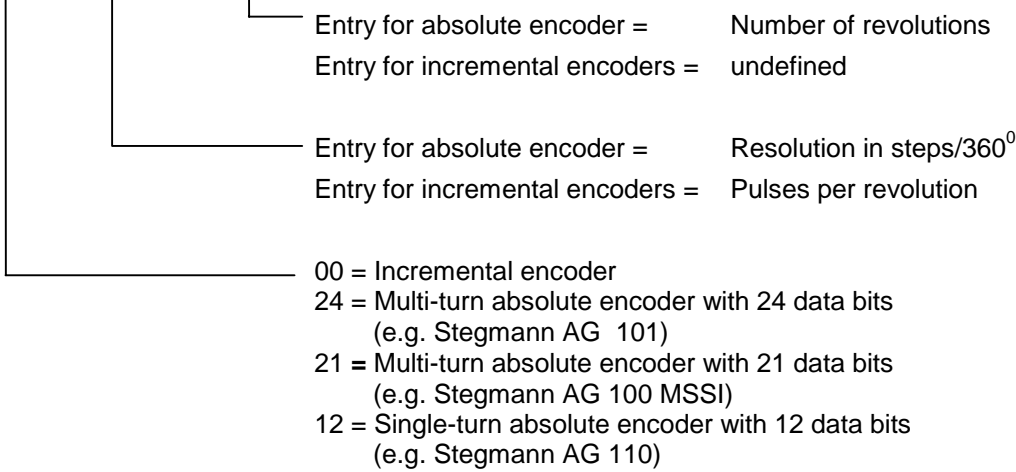 Entry for absolute encoder = Number of revolutions
Entry for incremental encoders = undefined
Entry for absolute encoder = Resolution in steps/360⁰
Entry for incremental encoders = Pulses per revolution
00 = Incremental encoder
24 = Multi-turn absolute encoder with 24 data bits
(e.g. Stegmann AG 101)
21 = Multi-turn absolute encoder with 21 data bits
(e.g. Stegmann AG 100 MSSI)
12 = Single-turn absolute encoder with 12 data bits
(e.g. Stegmann AG 110)